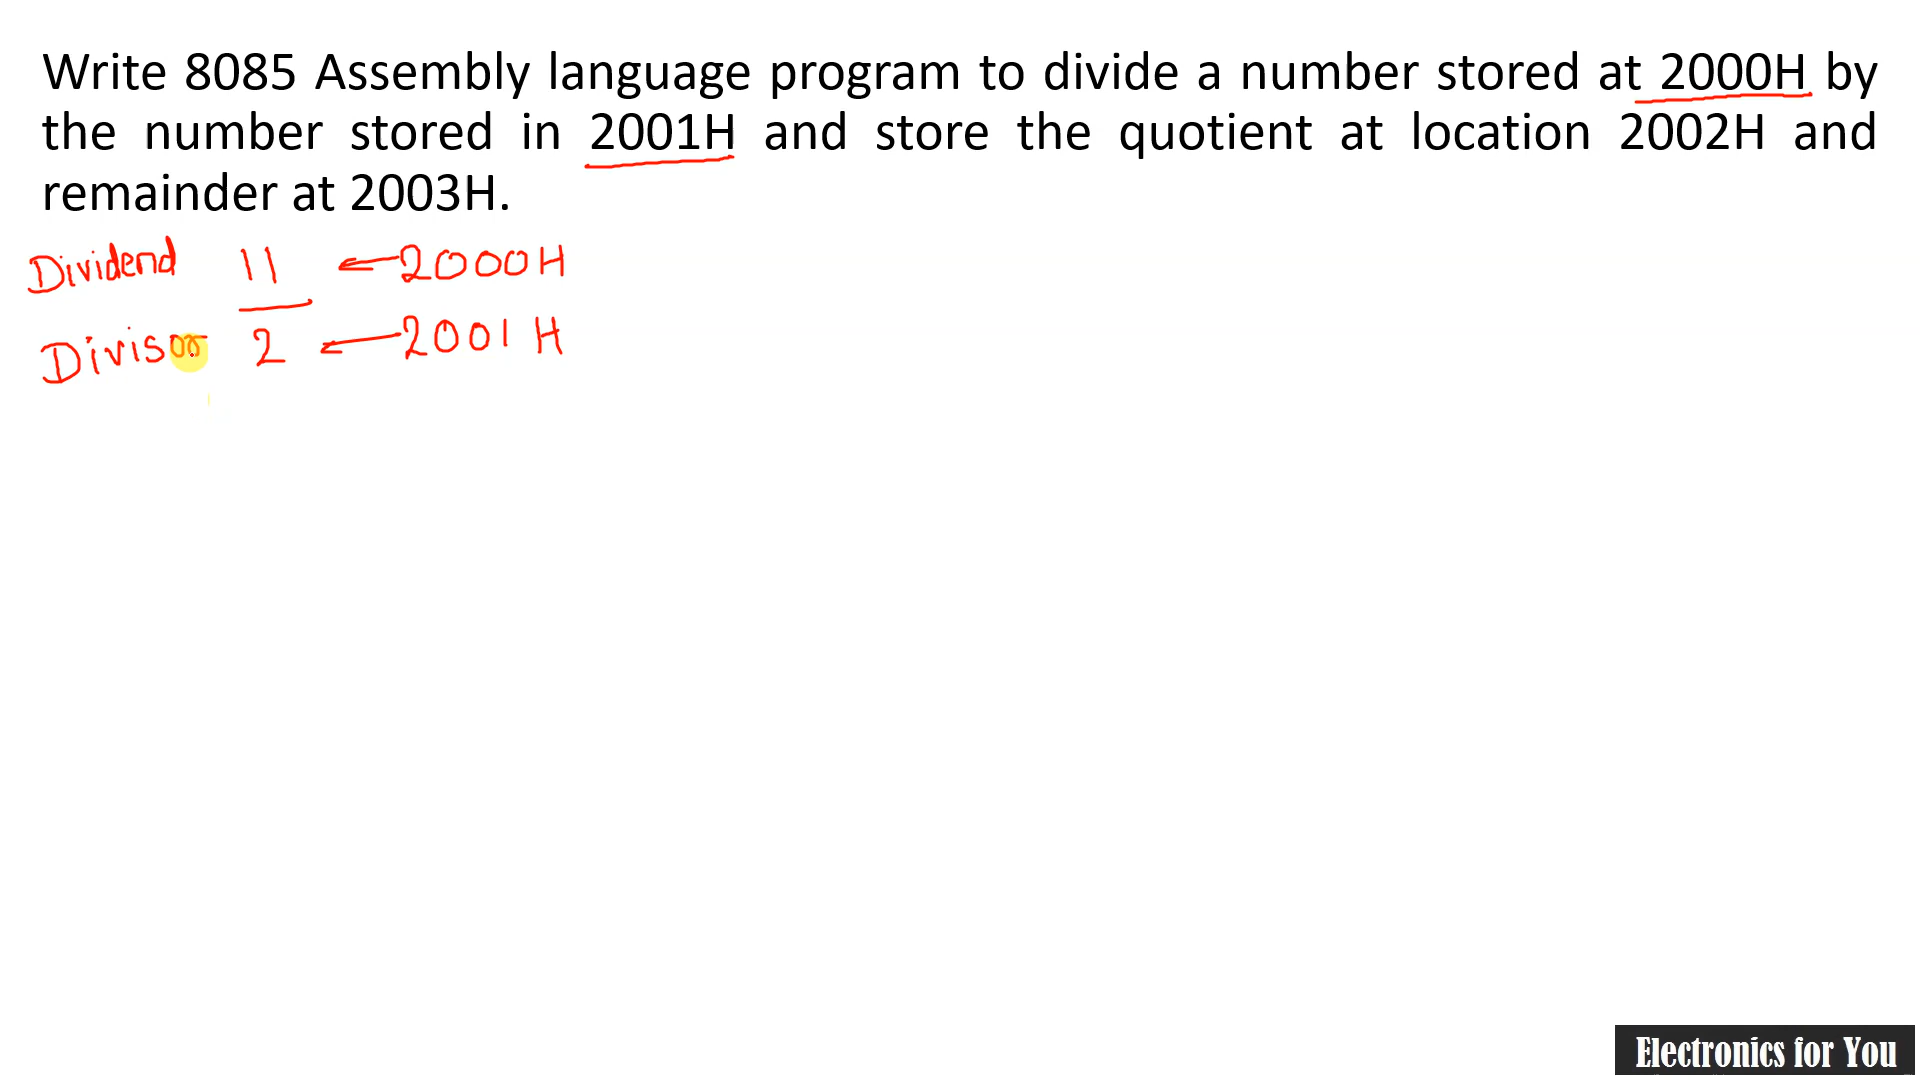 Write 8085 Assembly language program to divide a number stored at 2000H by
the number stored in 2001H and store the quotient at location 2002H and
remainder at 2003H.
Dividend 11 ← 2000H
Divisor 2 ← 2001H
Electronics for You